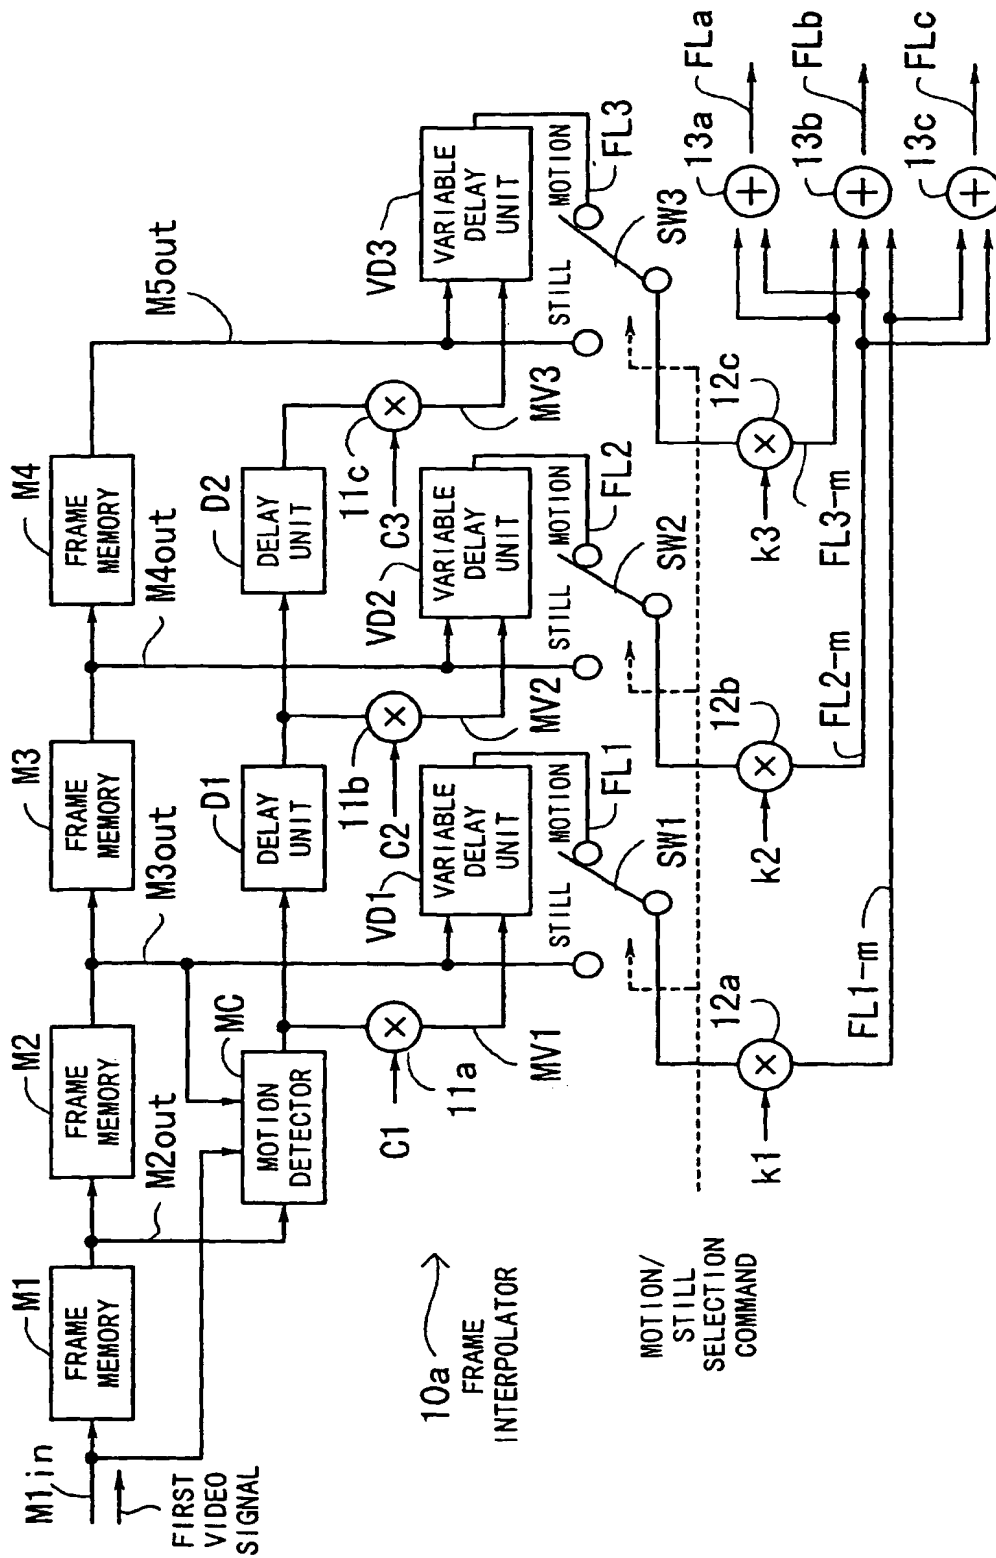 M1in
FIRST
VIDEO
SIGNAL
M1
FRAME
MEMORY
M2out
M2
FRAME
MEMORY
M3out
M3
FRAME
MEMORY
M4out
M4
FRAME
MEMORY
M5out
MC
MOTION
DETECTOR
D1
DELAY
UNIT
D2
DELAY
UNIT
C1
11a
MV1
C2
11b
MV2
C3
11c
MV3
VD1
VARIABLE
DELAY
UNIT
VD2
VARIABLE
DELAY
UNIT
VD3
VARIABLE
DELAY
UNIT
10a
FRAME
INTERPOLATOR
STILL
MOTION
FL1
STILL
MOTION
FL2
STILL
MOTION
FL3
SW1
SW2
SW3
MOTION/
STILL
SELECTION
COMMAND
k1
12a
FL1-m
k2
12b
FL2-m
k3
12c
FL3-m
13a
FLa
13b
FLb
13c
FLc